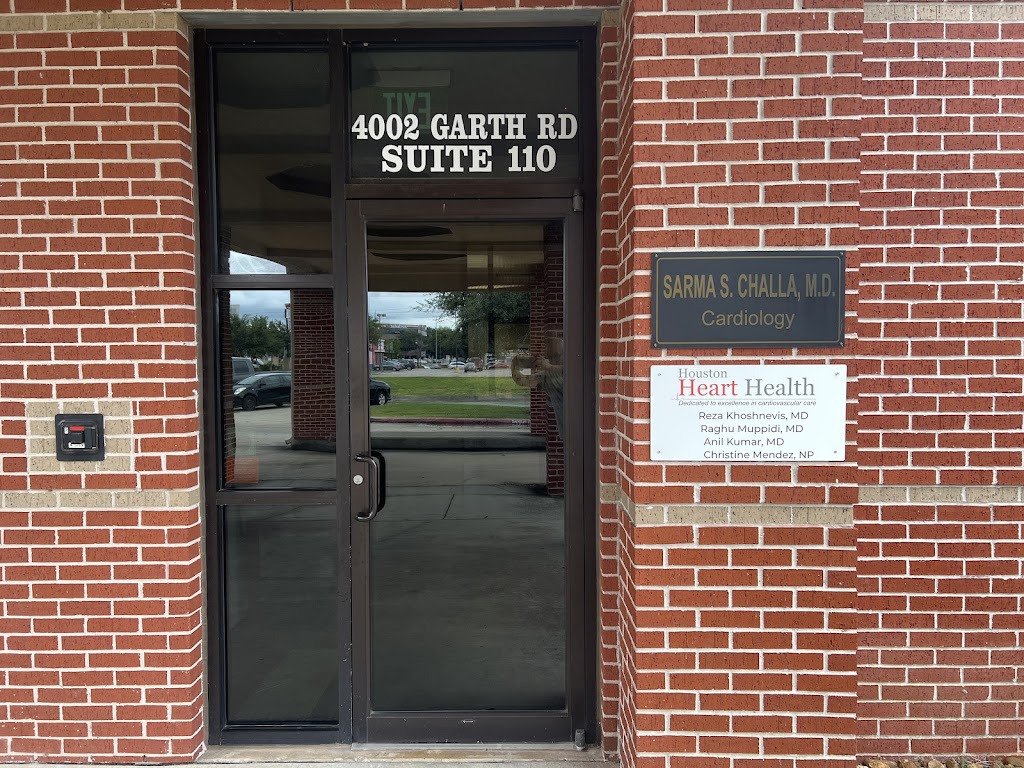 EXIT
4002 GARTH RD
SUITE 110
SARMA S. CHALLA, M.D.
Cardiology
Houston
Heart Health
Dedicated to excellence in cardiovascular care
Reza Khoshnevis, MD
Raghu Muppidi, MD
Anil Kumar, MD
Christine Mendez, NP